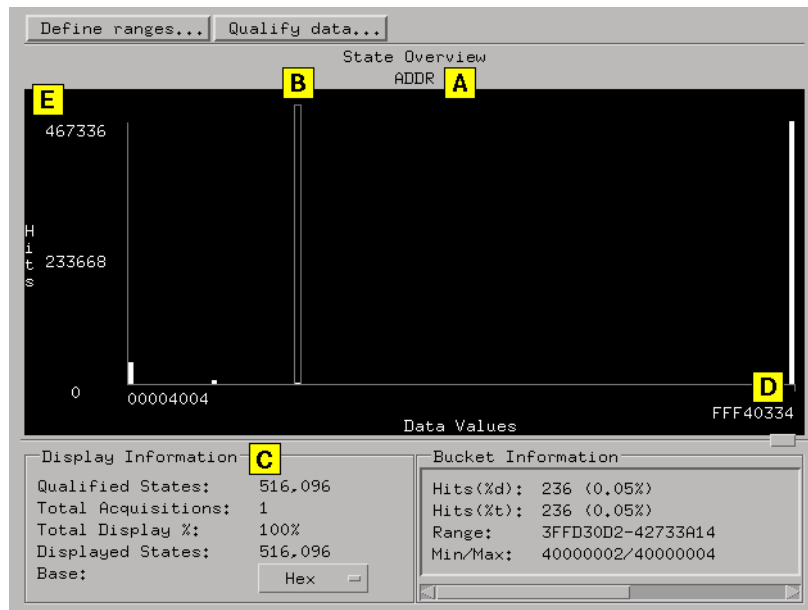 Define ranges... Qualify data...
State Overview
ADDR A
B
E
467336
Hits
233668
0
00004004
D
FFF40334
Data Values
Display Information C
Qualified States: 516,096
Total Acquisitions: 1
Total Display %: 100%
Displayed States: 516,096
Base: Hex
Bucket Information
Hits(%d): 236 (0.05%)
Hits(%t): 236 (0.05%)
Range: 3FFD30D2-42733A14
Min/Max: 40000002/40000004